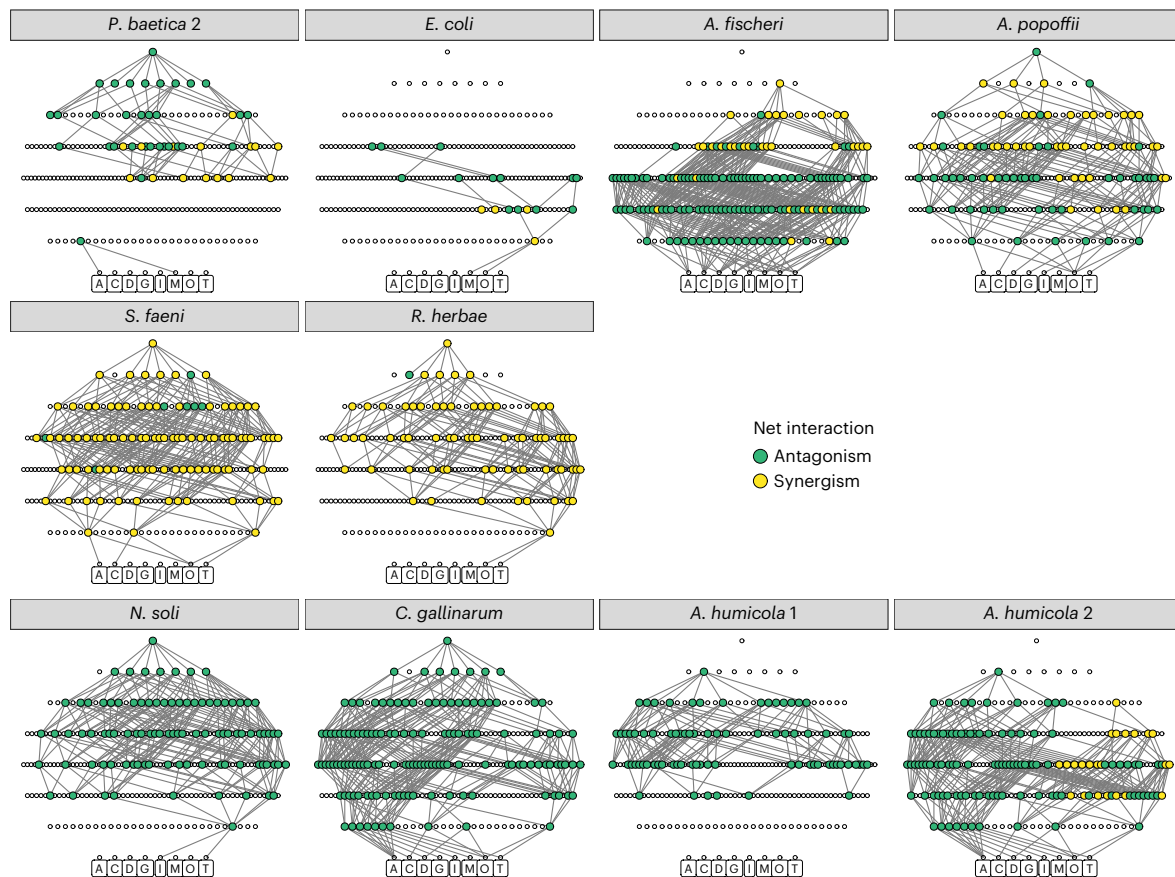 P. baetica 2
E. coli
A. fischeri
A. popoffii
A C D G I M O T
A C D G I M O T
A C D G I M O T
A C D G I M O T
S. faeni
R. herbae
Net interaction
Antagonism
Synergism
A C D G I M O T
A C D G I M O T
N. soli
C. gallinarum
A. humicola 1
A. humicola 2
A C D G I M O T
A C D G I M O T
A C D G I M O T
A C D G I M O T